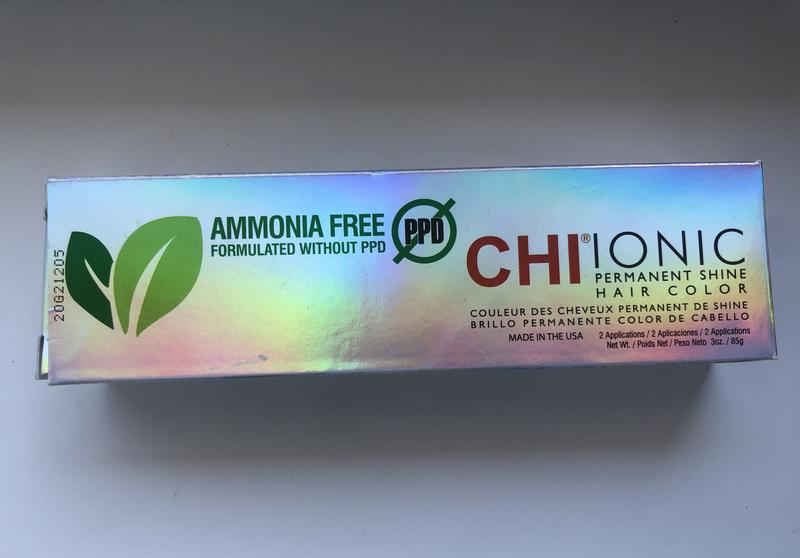 20G21205
AMMONIA FREE
FORMULATED WITHOUT PPD
PPD
CHI® IONIC
PERMANENT SHINE
HAIR COLOR
COULEUR DES CHEVEUX PERMANENT DE SHINE
BRILLO PERMANENTE COLOR DE CABELLO
MADE IN THE USA 2 Applications / 2 Aplicaciones / 2 Applications
Net Wt. / Poids Net / Peso Neto 3oz. / 85g